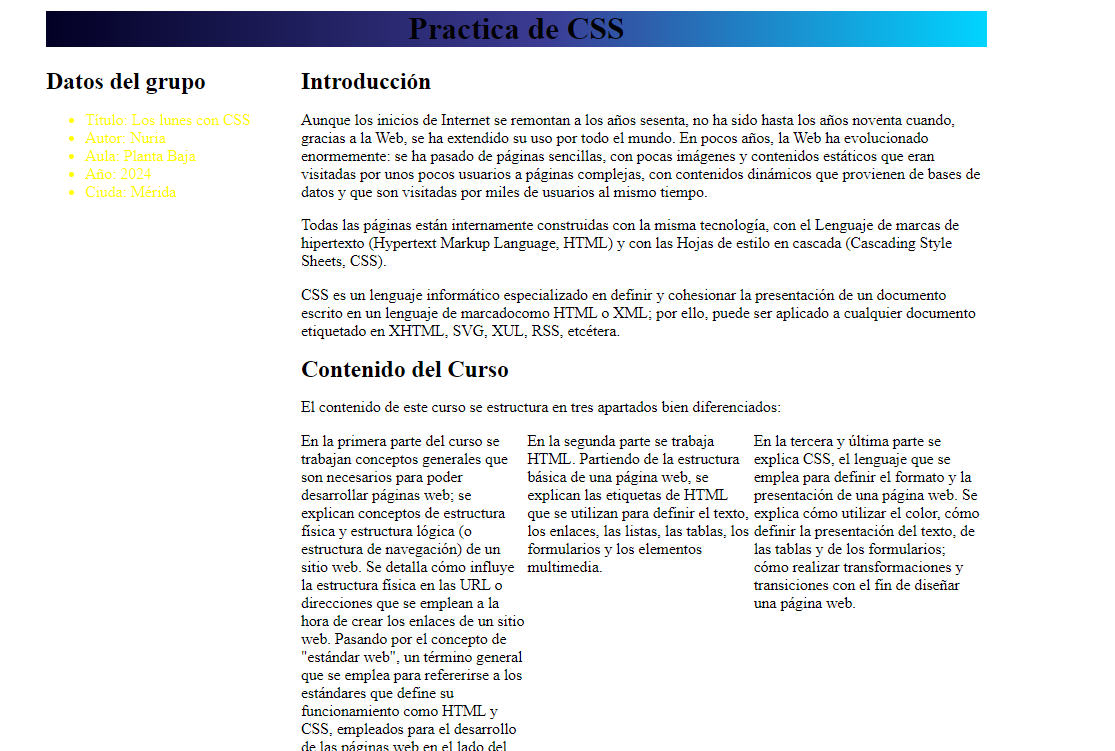 Practica de CSS
Datos del grupo
Titulo: Los lunes con CSS
Autor: Nuria
Aula: Planta Baja
Año: 2024
Ciuda: Mérida
Introducción
Aunque los inicios de Internet se remontan a los años sesenta, no ha sido hasta los años noventa cuando,
gracias a la Web, se ha extendido su uso por todo el mundo. En pocos años, la Web ha evolucionado
enormemente: se ha pasado de páginas sencillas, con pocas imágenes y contenidos estáticos que eran
visitadas por unos pocos usuarios a páginas complejas, con contenidos dinámicos que provienen de bases de
datos y que son visitadas por miles de usuarios al mismo tiempo.
Todas las páginas están internamente construidas con la misma tecnología, con el Lenguaje de marcas de
hipertexto (Hypertext Markup Language, HTML) y con las Hojas de estilo en cascada (Cascading Style
Sheets, CSS).
CSS es un lenguaje informático especializado en definir y cohesionar la presentación de un documento
escrito en un lenguaje de marcadocomo HTML o XML; por ello, puede ser aplicado a cualquier documento
etiquetado en XHTML, SVG, XUL, RSS, etcétera.
Contenido del Curso
El contenido de este curso se estructura en tres apartados bien diferenciados:
En la primera parte del curso se
trabajan conceptos generales que
son necesarios para poder
desarrollar páginas web; se
explican conceptos de estructura
física y estructura lógica (o
estructura de navegación) de un
sitio web. Se detalla cómo influye
la estructura física en las URL o
direcciones que se emplean a la
hora de crear los enlaces de un sitio
web. Pasando por el concepto de
"estándar web", un término general
que se emplea para refererirse a los
estándares que define su
funcionamiento como HTML y
CSS, empleados para el desarrollo
de las páginas web en el lado del
En la segunda parte se trabaja
HTML. Partiendo de la estructura
básica de una página web, se
explican las etiquetas de HTML
que se utilizan para definir el texto,
los enlaces, las listas, las tablas, los
formularios y los elementos
multimedia.
En la tercera y última parte se
explica CSS, el lenguaje que se
emplea para definir el formato y la
presentación de una página web. Se
explica cómo utilizar el color, cómo
definir la presentación del texto, de
las tablas y de los formularios;
cómo realizar transformaciones y
transiciones con el fin de diseñar
una página web.